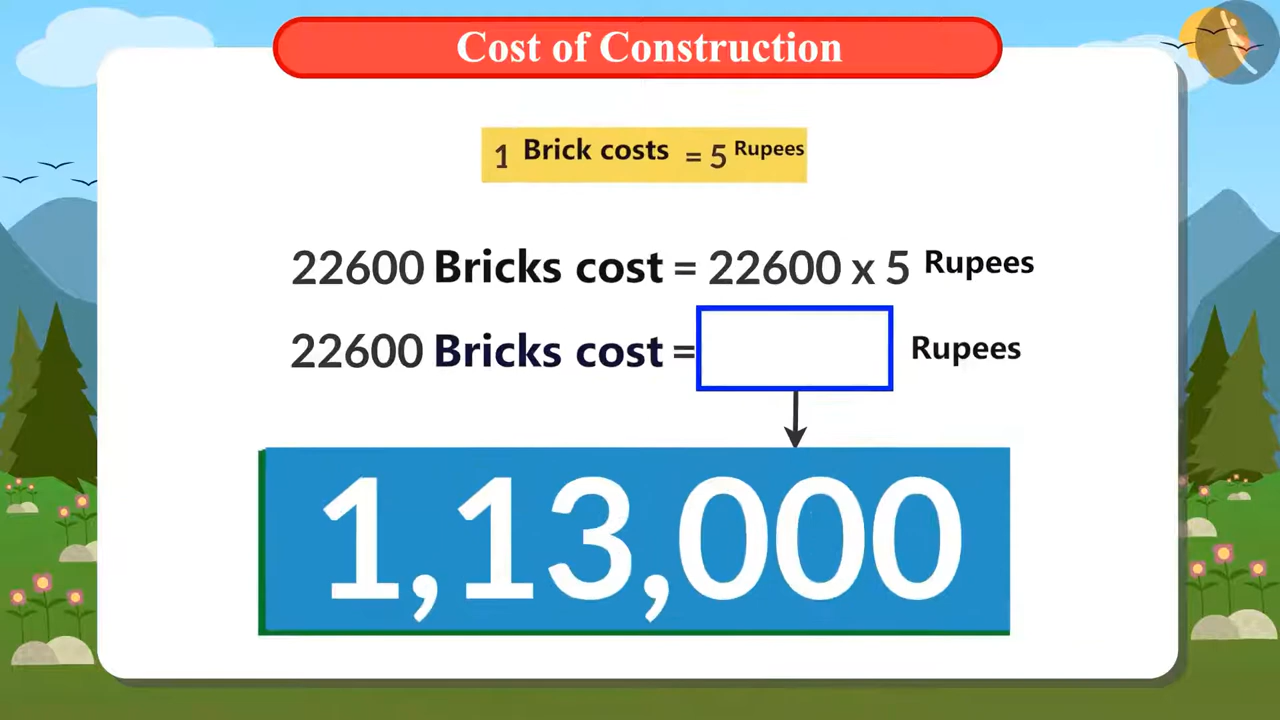 Cost of Construction
1 Brick costs = 5 Rupees
22600 Bricks cost = 22600 x 5 Rupees
22600 Bricks cost = Rupees
1,13,000